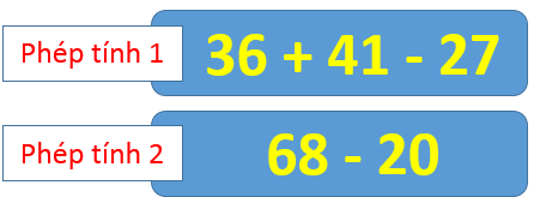 Phép tính 1 36 + 41 - 27
Phép tính 2 68 - 20